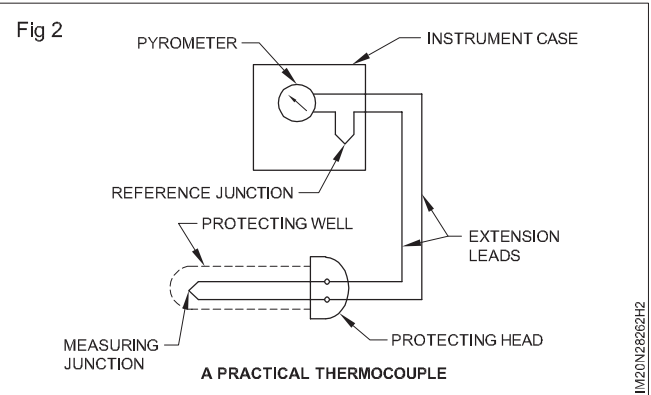 Fig 2
PYROMETER
INSTRUMENT CASE
REFERENCE JUNCTION
PROTECTING WELL
EXTENSION
LEADS
MEASURING
JUNCTION
PROTECTING HEAD
A PRACTICAL THERMOCOUPLE
IM20N28262H2